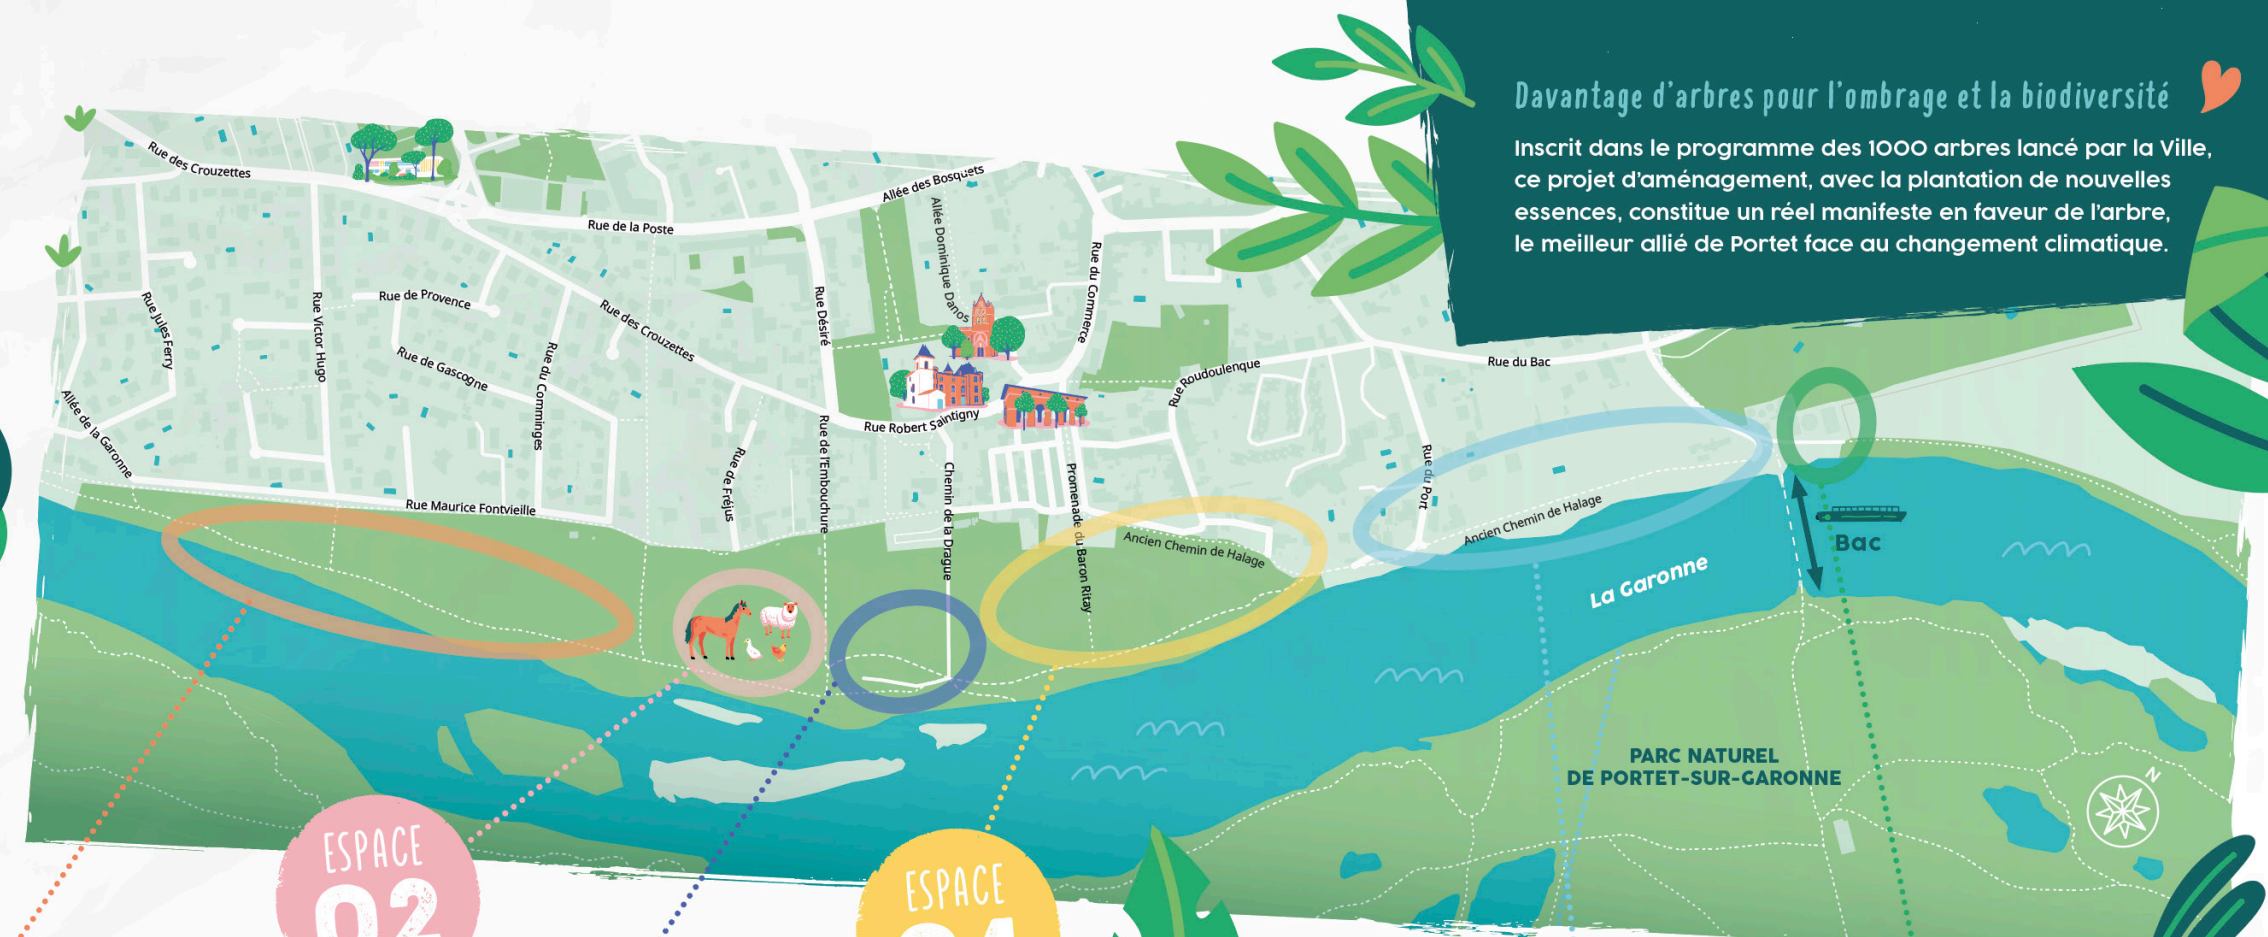 Davantage d'arbres pour l'ombrage et la biodiversité
Inscrit dans le programme des 1000 arbres lancé par la Ville,
ce projet d'aménagement, avec la plantation de nouvelles
essences, constitue un réel manifeste en faveur de l'arbre,
le meilleur allié de Portet face au changement climatique.
Rue des Crouzettes
Rue de la Poste
Allée des Bosquets
Allée Dominique Danos
Rue du Commerce
Rue Jules Ferry
Rue Victor Hugo
Rue de Provence
Rue de Gascogne
Rue du Comminges
Rue des Crouzettes
Rue Désiré
Rue Roudoulenque
Rue du Bac
Allée de la Garonne
Rue Maurice Fontvieille
Rue de Fréjus
Rue de l'Embouchure
Rue Robert Saintigny
Chemin de la Drague
Promenade du Baron Ritay
Ancien Chemin de Halage
Rue du Port
Ancien Chemin de Halage
Bac
La Garonne
PARC NATUREL
DE PORTET-SUR-GARONNE
N
ESPACE
02
ESPACE